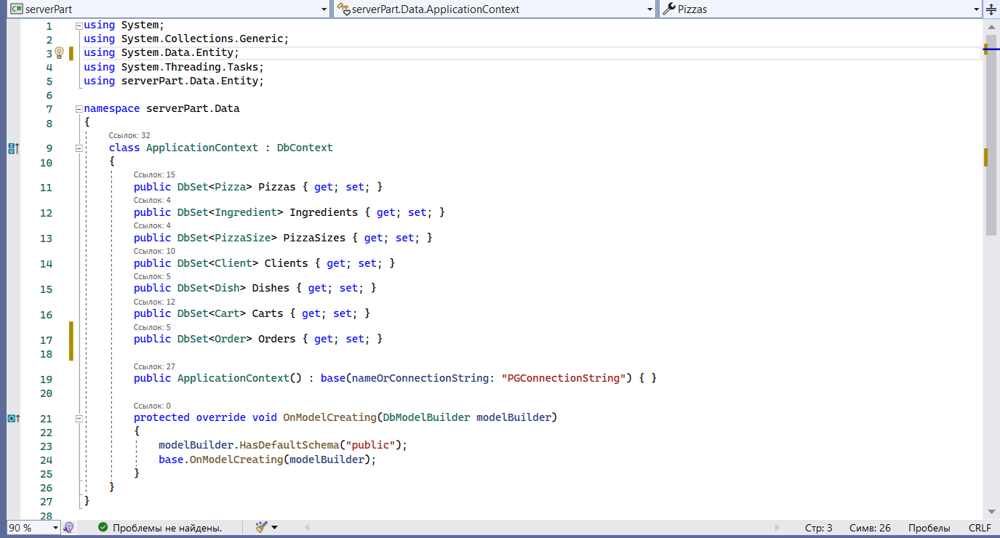 serverPart serverPart.Data.ApplicationContext Pizzas
1 using System;
2 using System.Collections.Generic;
3 using System.Data.Entity;
4 using System.Threading.Tasks;
5 using serverPart.Data.Entity;
6
7 namespace serverPart.Data
8 {
Ссылок: 32
9 class ApplicationContext : DbContext
10 {
Ссылок: 15
11 public DbSet<Pizza> Pizzas { get; set; }
Ссылок: 4
12 public DbSet<Ingredient> Ingredients { get; set; }
Ссылок: 4
13 public DbSet<PizzaSize> PizzaSizes { get; set; }
Ссылок: 10
14 public DbSet<Client> Clients { get; set; }
Ссылок: 5
15 public DbSet<Dish> Dishes { get; set; }
Ссылок: 12
16 public DbSet<Cart> Carts { get; set; }
Ссылок: 5
17 public DbSet<Order> Orders { get; set; }
18
Ссылок: 27
19 public ApplicationContext() : base(nameOrConnectionString: "PGConnectionString") { }
20
Ссылок: 0
21 protected override void OnModelCreating(DbModelBuilder modelBuilder)
22 {
23 modelBuilder.HasDefaultSchema("public");
24 base.OnModelCreating(modelBuilder);
25 }
26 }
27 }
28
90 % Проблемы не найдены. Стр: 3 Симв: 26 Пробелы CRLF